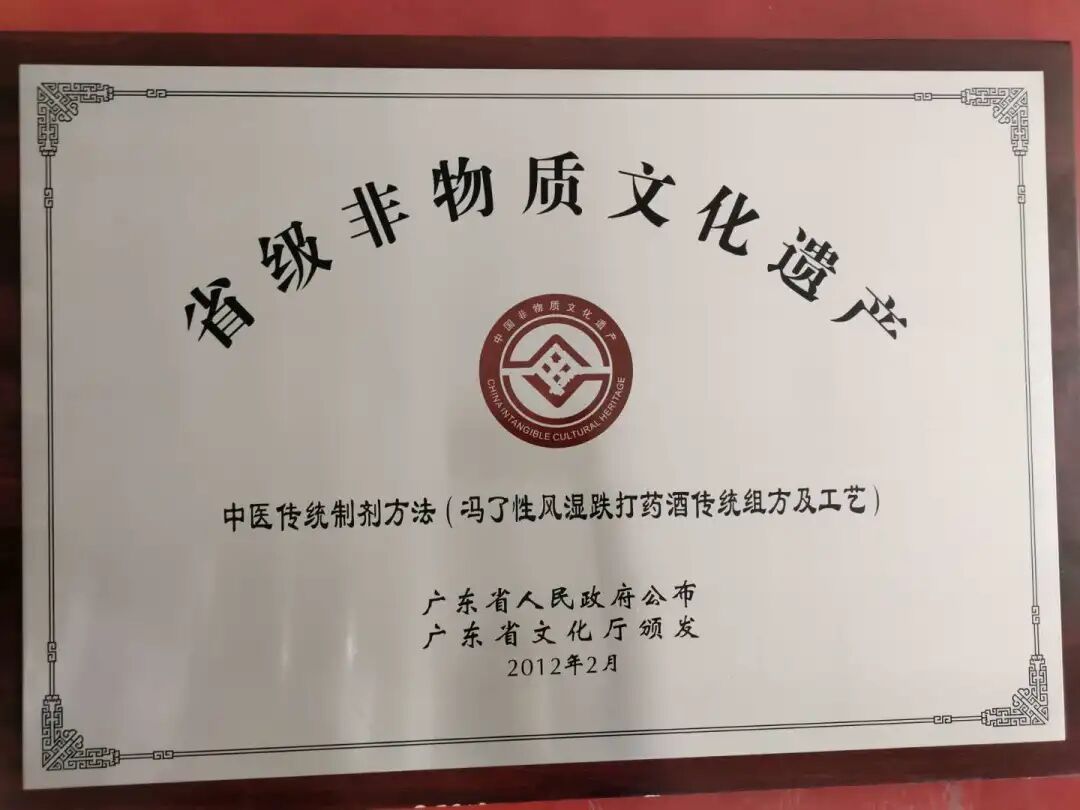 省级非物质文化遗产
中国非物质文化遗产
CHINA INTANGIBLE CULTURAL HERITAGE
中医传统制剂方法（冯了性风湿跌打药酒传统组方及工艺）
广东省人民政府公布
广东省文化厅颁发
2012年2月